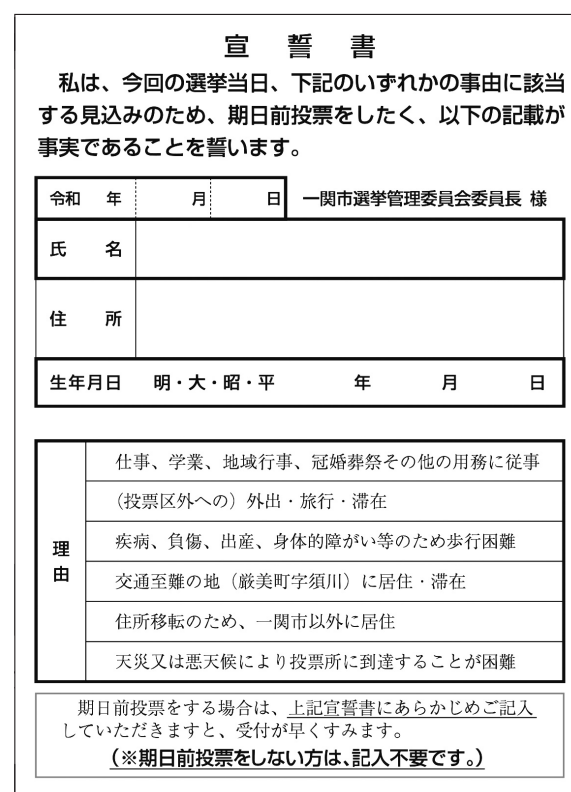 宣誓書
私は、今回の選挙当日、下記のいずれかの事由に該当
する見込みのため、期日前投票をしたく、以下の記載が
事実であることを誓います。
令和 年 月 日 一関市選挙管理委員会委員長 様
氏 名
住 所
生年月日 明・大・昭・平 年 月 日
理由
仕事、学業、地域行事、冠婚葬祭その他の用務に従事
（投票区外への）外出・旅行・滞在
疾病、負傷、出産、身体的障がい等のため歩行困難
交通至難の地（厳美町字須川）に居住・滞在
住所移転のため、一関市以外に居住
天災又は悪天候により投票所に到達することが困難
期日前投票をする場合は、上記宣誓書にあらかじめご記入
していただきますと、受付が早くすみます。
（※期日前投票をしない方は、記入不要です。）